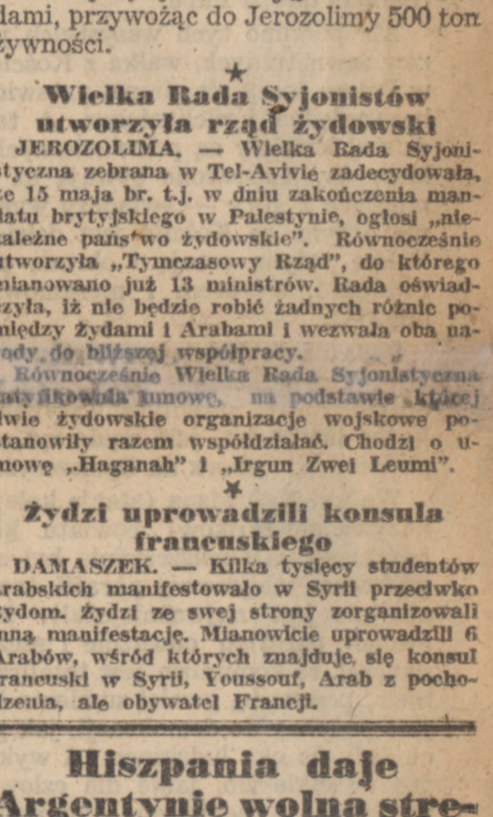 dami, przywożąc do Jerozolimy 500 ton
żywności.
Wielka Rada Syjonistów
utworzyła rząd żydowski
JEROZOLIMA. — Wielka Rada Syjoni-
styczna zebrana w Tel-Avivie zadecydowała,
że 15 maja br. t.j. w dniu zakończenia man-
datu brytyjskiego w Palestynie, ogłosi „nie-
zależne państwo żydowskie”. Równocześnie
utworzyła „Tymczasowy Rząd”, do którego
mianowano już 13 ministrów. Rada oświad-
czyła, iż nie będzie robić żadnych różnic po-
między Żydami i Arabami i wezwała oba na-
rody do bliższej współpracy.
Równocześnie Wielka Rada Syjonistyczna
ratyfikowała umowę, na podstawie której
dwie żydowskie organizacje wojskowe po-
stanowiły razem współdziałać. Chodzi o u-
mowę „Haganah” i „Irgun Zwei Leumi”.
Żydzi uprowadzili konsula
francuskiego
DAMASZEK. — Kilka tysięcy studentów
arabskich manifestowało w Syrii przeciwko
żydom. Żydzi ze swej strony zorganizowali
inną manifestację. Mianowicie uprowadzili 6
Arabów, wśród których znajduje się konsul
francuski w Syrii, Youssouf, Arab z pocho-
dzenia, ale obywatel Francji.
Hiszpania daje
Argentynie wolną stre-